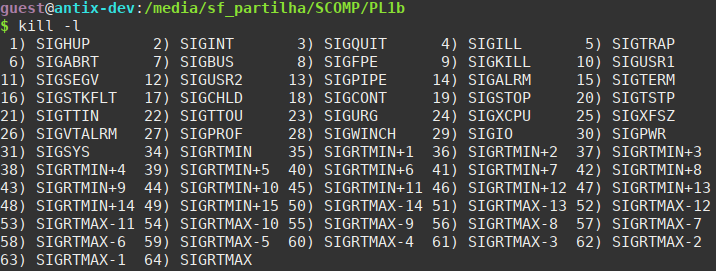 guest@antix-dev:/media/sf_partilha/SCOMP/PL1b
$ kill -l
 1) SIGHUP       2) SIGINT       3) SIGQUIT      4) SIGILL       5) SIGTRAP
 6) SIGABRT      7) SIGBUS       8) SIGFPE       9) SIGKILL     10) SIGUSR1
11) SIGSEGV     12) SIGUSR2     13) SIGPIPE     14) SIGALRM     15) SIGTERM
16) SIGSTKFLT   17) SIGCHLD     18) SIGCONT     19) SIGSTOP     20) SIGTSTP
21) SIGTTIN     22) SIGTTOU     23) SIGURG      24) SIGXCPU     25) SIGXFSZ
26) SIGVTALRM   27) SIGPROF     28) SIGWINCH    29) SIGIO       30) SIGPWR
31) SIGSYS      34) SIGRTMIN    35) SIGRTMIN+1  36) SIGRTMIN+2  37) SIGRTMIN+3
38) SIGRTMIN+4  39) SIGRTMIN+5  40) SIGRTMIN+6  41) SIGRTMIN+7  42) SIGRTMIN+8
43) SIGRTMIN+9  44) SIGRTMIN+10 45) SIGRTMIN+11 46) SIGRTMIN+12 47) SIGRTMIN+13
48) SIGRTMIN+14 49) SIGRTMIN+15 50) SIGRTMAX-14 51) SIGRTMAX-13 52) SIGRTMAX-12
53) SIGRTMAX-11 54) SIGRTMAX-10 55) SIGRTMAX-9  56) SIGRTMAX-8  57) SIGRTMAX-7
58) SIGRTMAX-6  59) SIGRTMAX-5  60) SIGRTMAX-4  61) SIGRTMAX-3  62) SIGRTMAX-2
63) SIGRTMAX-1  64) SIGRTMAX